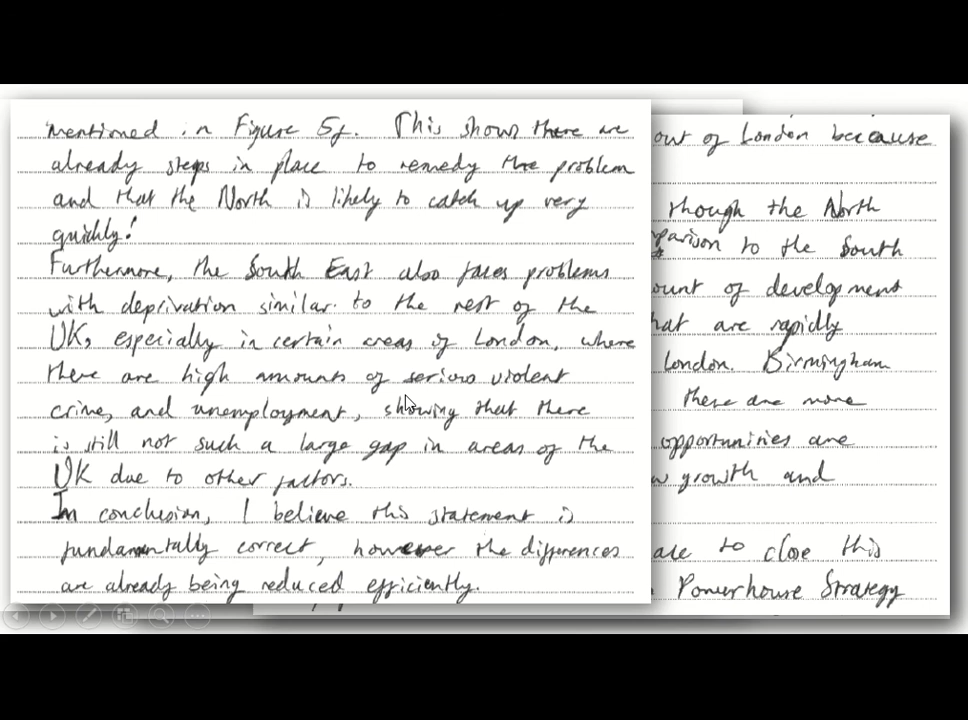 mentioned in Figure 5f. This shows there are
already steps in place to remedy the problem
and that the North is likely to catch up very
quickly!
Furthermore, the South East also faces problems
with deprivation similar to the rest of the
UK, especially in certain areas of London, where
there are high amounts of serious violent
crime, and unemployment, showing that there
is still not such a large gap in areas of the
UK due to other factors.
In conclusion, I believe this statement is
fundamentally correct, however the differences
are already being reduced efficiently.
out of London because
though the North
to the South
of development
are rapidly
London. Birmingham
these are more
opportunities are
growth and
to close this
Powerhouse Strategy